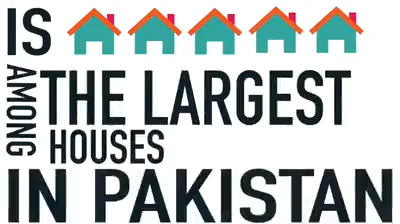 IS
AMONG
THE LARGEST
HOUSES
IN PAKISTAN